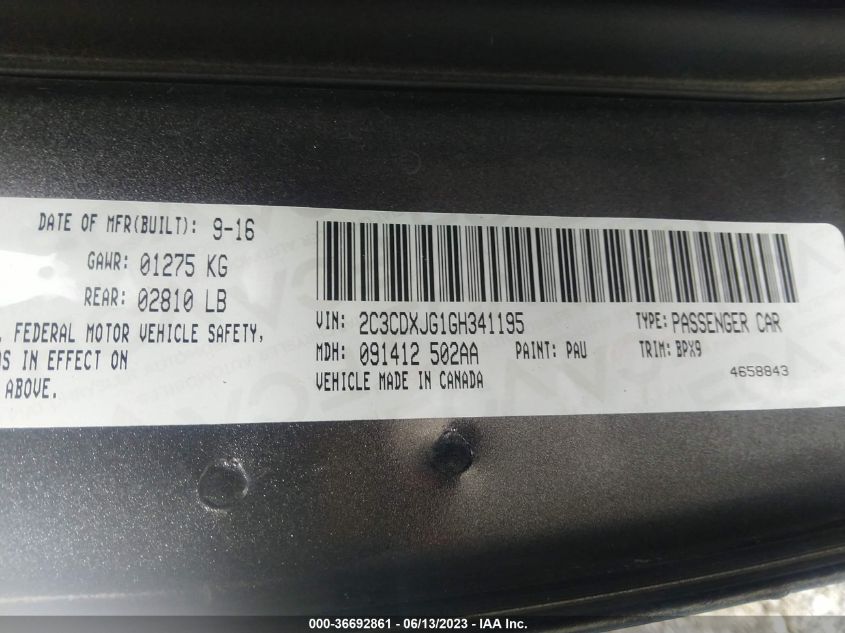 DATE OF MFR(BUILT): 9-16
GAWR: 01275 KG
REAR: 02810 LB
, FEDERAL MOTOR VEHICLE SAFETY,
DS IN EFFECT ON
ABOVE.
VIN: 2C3CDXJG1GH341195
TYPE: PASSENGER CAR
MDH: 091412 502AA
PAINT: PAU
TRIM: BPX9
VEHICLE MADE IN CANADA
4658843
000-36692861 - 06/13/2023 - IAA Inc.